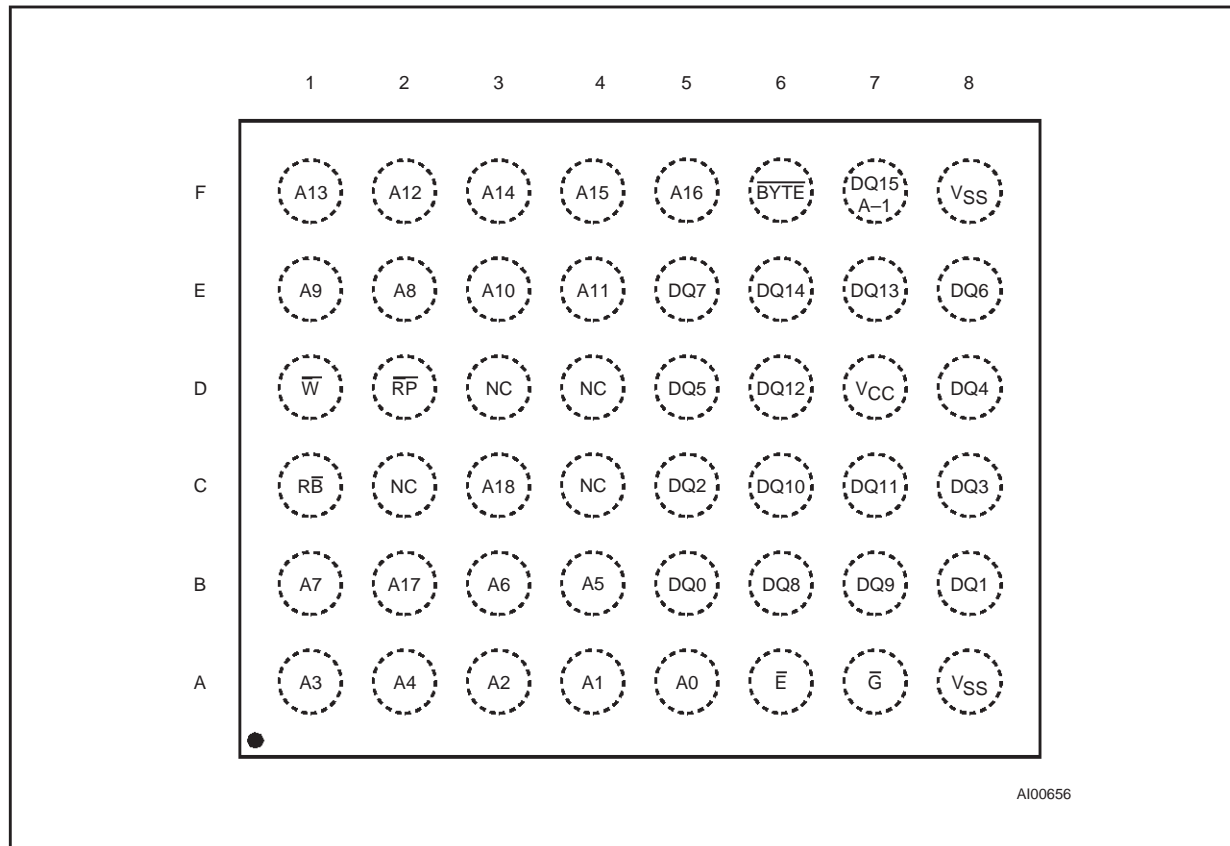 1 2 3 4 5 6 7 8
F A13 A12 A14 A15 A16 B̅Y̅T̅E̅ DQ15 A–1 VSS
E A9 A8 A10 A11 DQ7 DQ14 DQ13 DQ6
D W̅ R̅P̅ NC NC DQ5 DQ12 VCC DQ4
C RB̅ NC A18 NC DQ2 DQ10 DQ11 DQ3
B A7 A17 A6 A5 DQ0 DQ8 DQ9 DQ1
A A3 A4 A2 A1 A0 E̅ G̅ VSS
AI00656